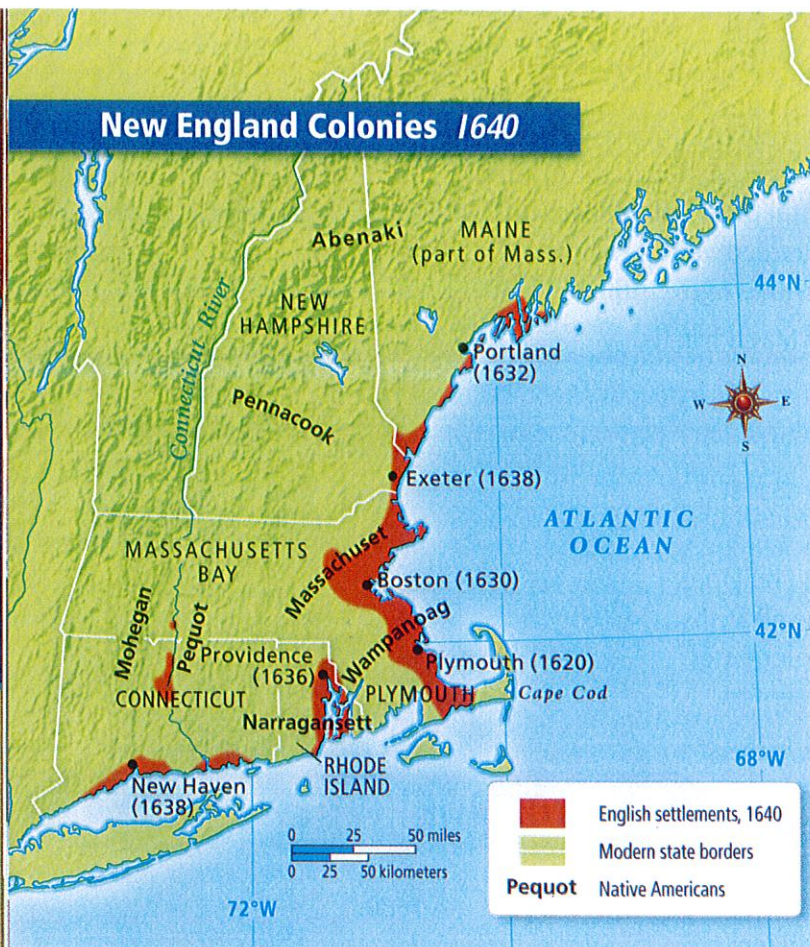 New England Colonies 1640
Abenaki
MAINE
(part of Mass.)
44°N
NEW
HAMPSHIRE
Connecticut River
Portland
(1632)
N
W E
S
Pennacook
Exeter (1638)
ATLANTIC
OCEAN
MASSACHUSETTS
BAY
Massachuset
Boston (1630)
Mohegan
Pequot
Wampanoag
42°N
Providence
(1636)
Plymouth (1620)
CONNECTICUT
PLYMOUTH
Cape Cod
Narragansett
RHODE
ISLAND
68°W
New Haven
(1638)
0 25 50 miles
0 25 50 kilometers
72°W
English settlements, 1640
Modern state borders
Pequot Native Americans